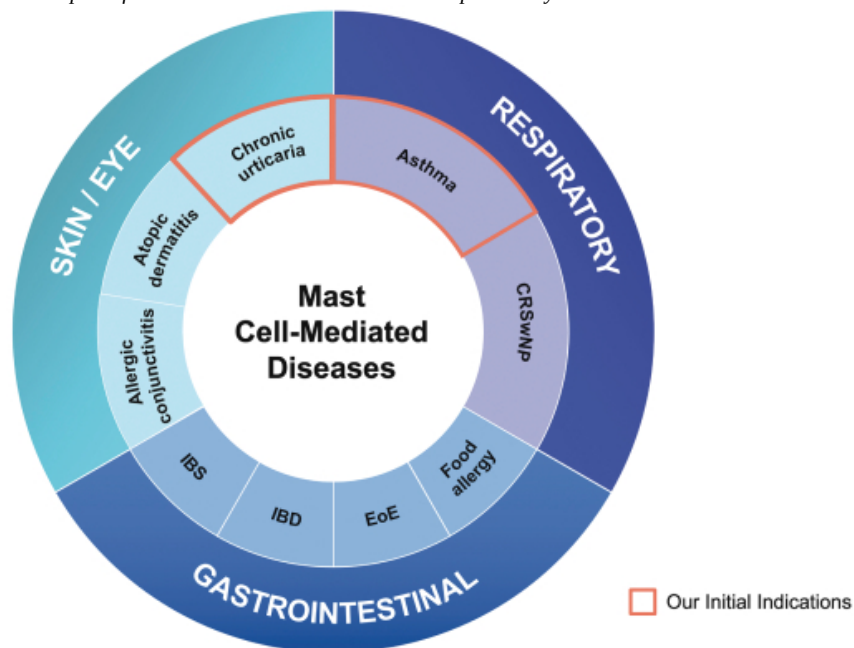 SKIN / EYE
RESPIRATORY
Chronic
urticaria
Asthma
Atopic
dermatitis
CRSwNP
Mast
Cell-Mediated
Diseases
Allergic
conjunctivitis
Food
allergy
IBS
IBD
EoE
GASTROINTESTINAL
Our Initial Indications